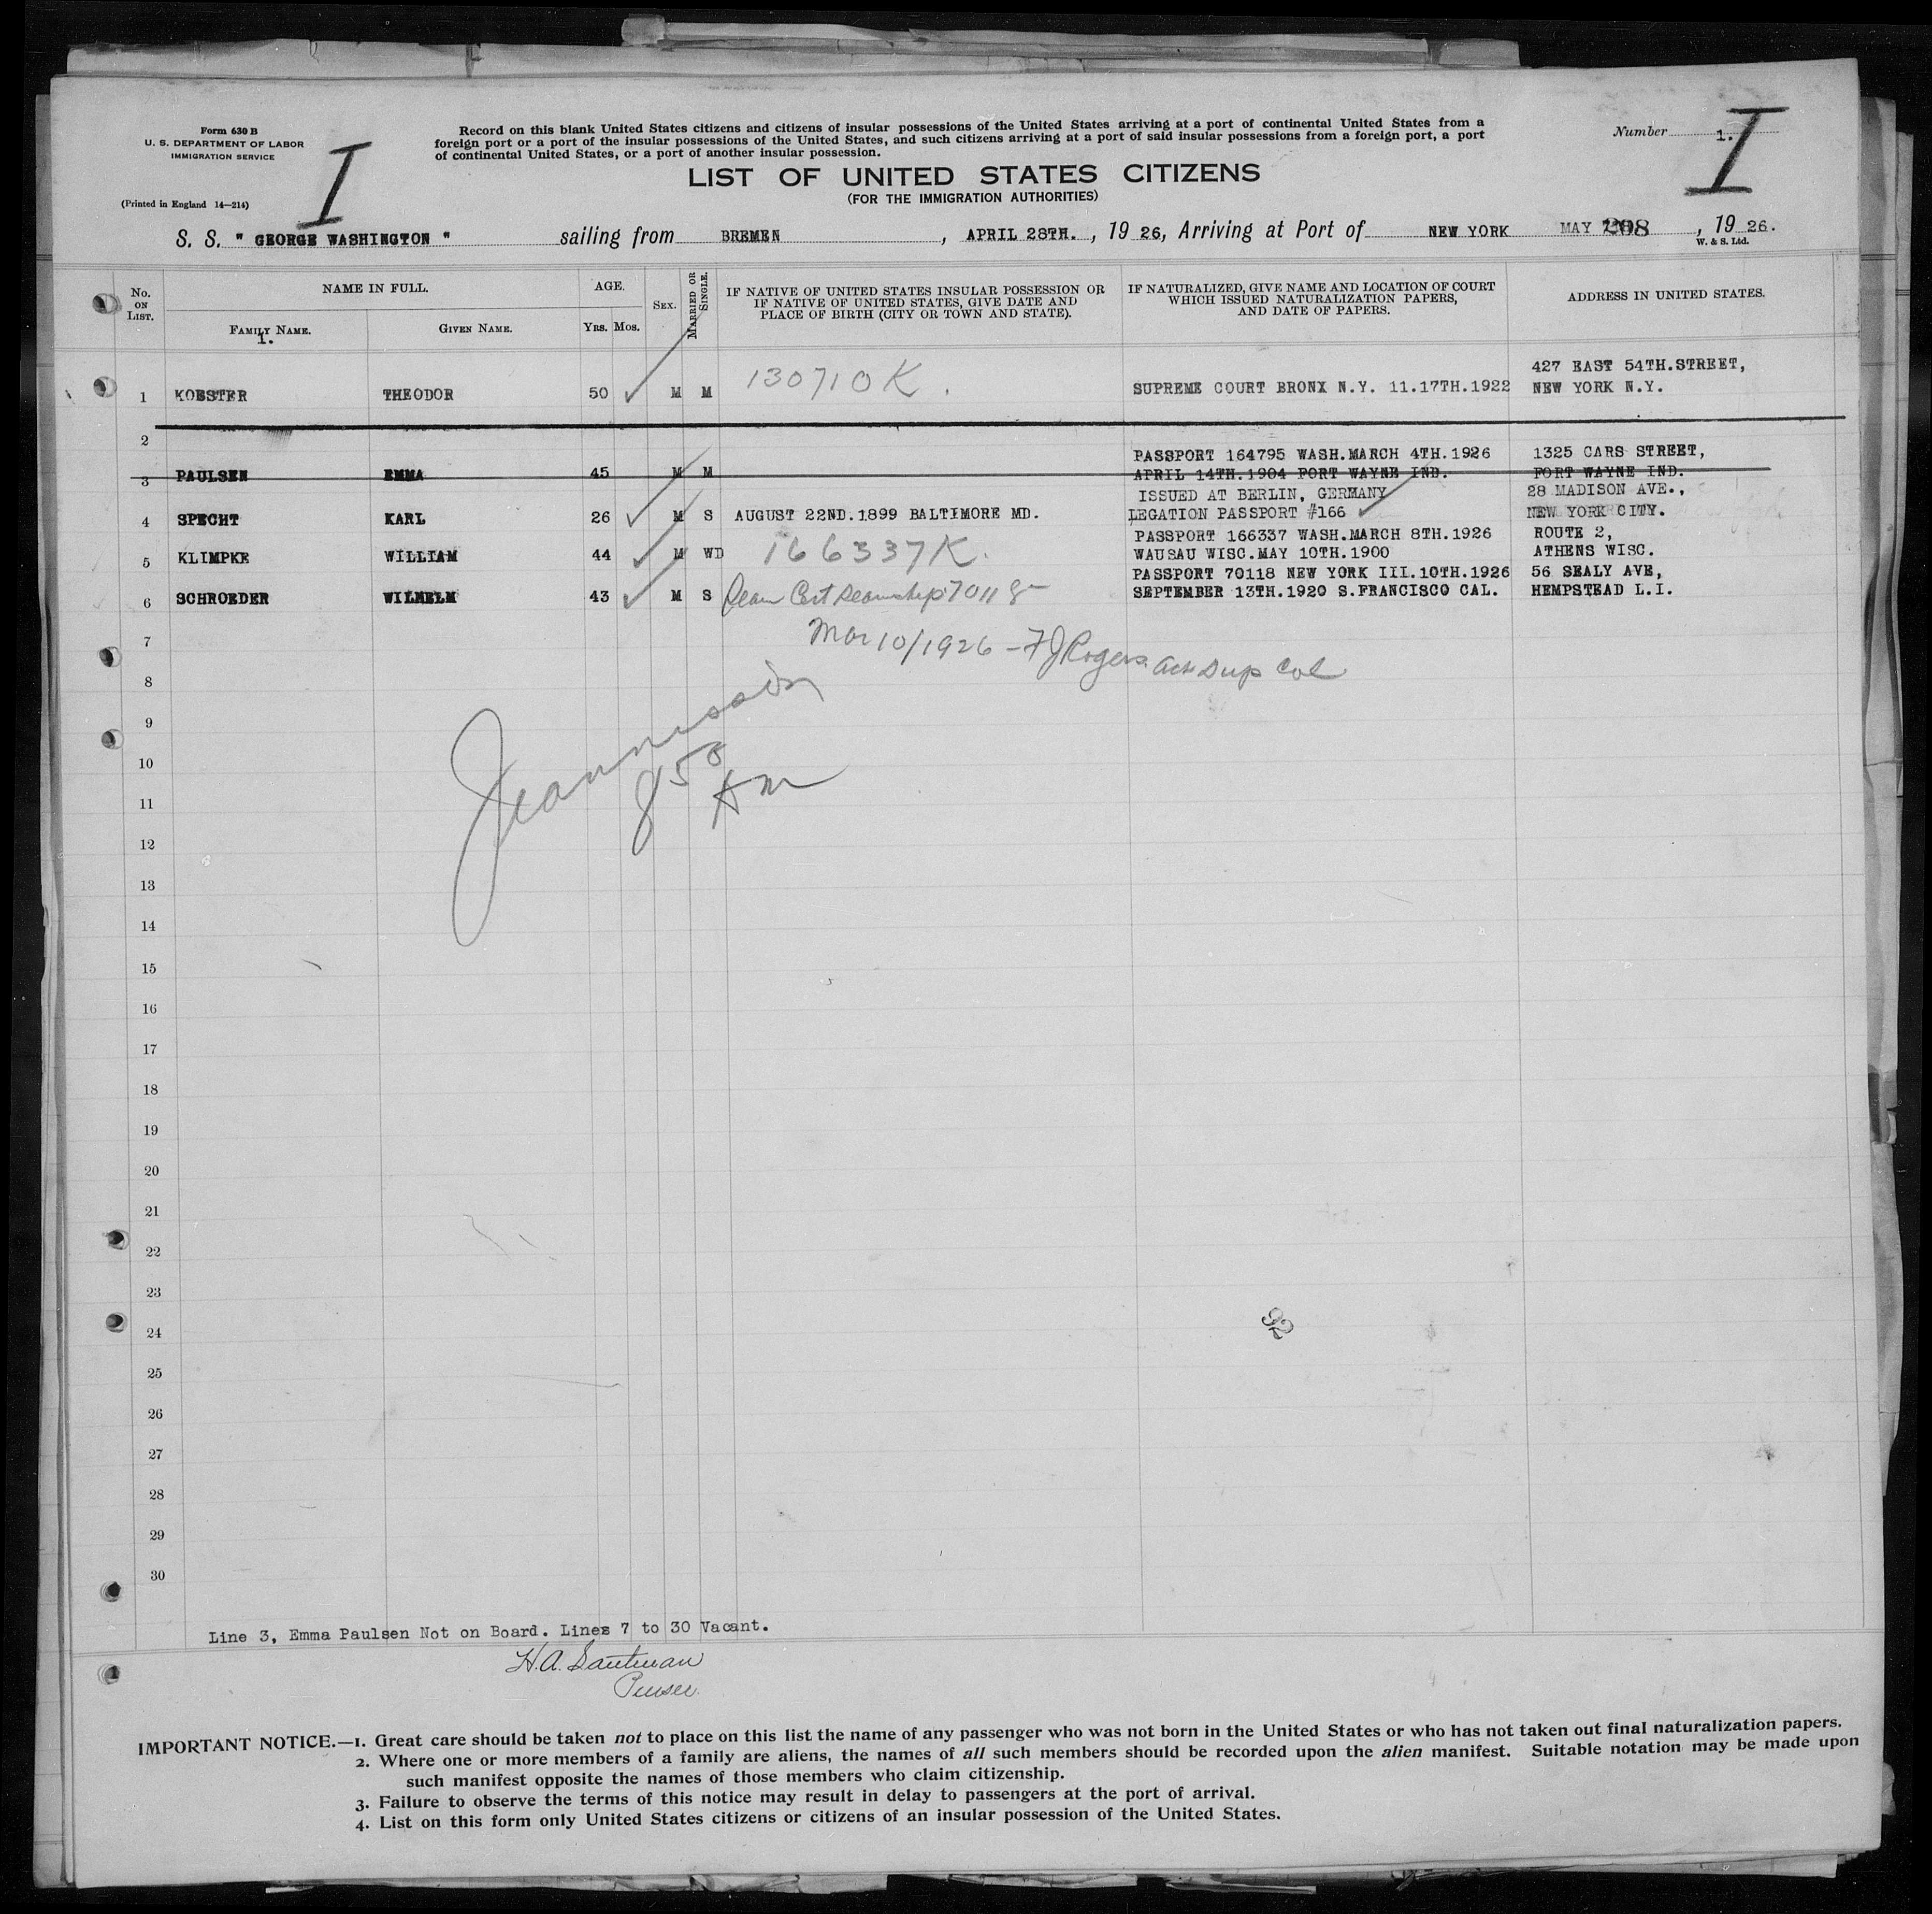 Form 630 B
U. S. DEPARTMENT OF LABOR
IMMIGRATION SERVICE
(Printed in England 14—214)
I
Record on this blank United States citizens and citizens of insular possessions of the United States arriving at a port of continental United States from a
foreign port or a port of the insular possessions of the United States, and such citizens arriving at a port of said insular possessions from a foreign port, a port
of continental United States, or a port of another insular possession.
Number 1.
I
LIST OF UNITED STATES CITIZENS
(FOR THE IMMIGRATION AUTHORITIES)
S. S. " GEORGE WASHINGTON " sailing from BREMEN , APRIL 28TH. , 19 26, Arriving at Port of NEW YORK MAY 8 , 19 26.
W. & S. Ltd.
No. ON LIST.
NAME IN FULL.
FAMILY NAME.
1.
GIVEN NAME.
AGE.
YRS. MOS.
SEX.
MARRIED OR SINGLE.
IF NATIVE OF UNITED STATES INSULAR POSSESSION OR
IF NATIVE OF UNITED STATES, GIVE DATE AND
PLACE OF BIRTH (CITY OR TOWN AND STATE).
IF NATURALIZED, GIVE NAME AND LOCATION OF COURT
WHICH ISSUED NATURALIZATION PAPERS,
AND DATE OF PAPERS.
ADDRESS IN UNITED STATES.
427 EAST 54TH.STREET,
1 KOESTER THEODOR 50 M M 130710K. SUPREME COURT BRONX N.Y. 11.17TH.1922 NEW YORK N.Y.
2
PASSPORT 164795 WASH.MARCH 4TH.1926 1325 CARS STREET,
3 PAULSEN EMMA 45 M M APRIL 14TH.1904 FORT WAYNE IND. FORT WAYNE IND.
ISSUED AT BERLIN, GERMANY 28 MADISON AVE.,
4 SPECHT KARL 26 M S AUGUST 22ND.1899 BALTIMORE MD. LEGATION PASSPORT #166 NEW YORK CITY.
PASSPORT 166337 WASH.MARCH 8TH.1926 ROUTE 2,
5 KLIMPKE WILLIAM 44 M WD 166337K. WAUSAU WISC.MAY 10TH.1900 ATHENS WISC.
PASSPORT 70118 NEW YORK III.10TH.1926 56 SEALY AVE,
6 SCHROEDER WILHELM 43 M S Seam Cert Seamship 70118 SEPTEMBER 13TH.1920 S.FRANCISCO CAL. HEMPSTEAD L.I.
7 Mar 10/1926 - F J Rogers Act Dup Col
8
9
10
11
12
13
14
15
16
17
18
19
20
21
22
23
24
92
25
26
27
28
29
30
Line 3, Emma Paulsen Not on Board. Lines 7 to 30 Vacant.
H.A. Santman
Purser.
IMPORTANT NOTICE.—1. Great care should be taken not to place on this list the name of any passenger who was not born in the United States or who has not taken out final naturalization papers.
2. Where one or more members of a family are aliens, the names of all such members should be recorded upon the alien manifest. Suitable notation may be made upon
such manifest opposite the names of those members who claim citizenship.
3. Failure to observe the terms of this notice may result in delay to passengers at the port of arrival.
4. List on this form only United States citizens or citizens of an insular possession of the United States.